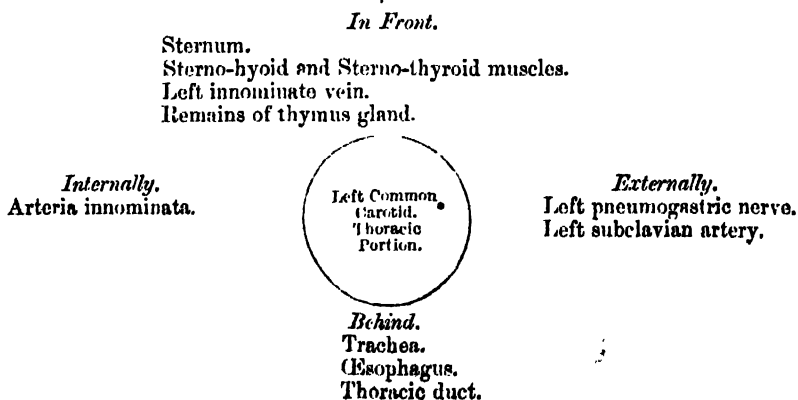 In Front.
Sternum.
Sterno-hyoid and Sterno-thyroid muscles.
Left innominate vein.
Remains of thymus gland.
Internally.
Arteria innominata.
Left Common
Carotid.
Thoracic
Portion.
Externally.
Left pneumogastric nerve.
Left subclavian artery.
Behind.
Trachea.
Œsophagus.
Thoracic duct.